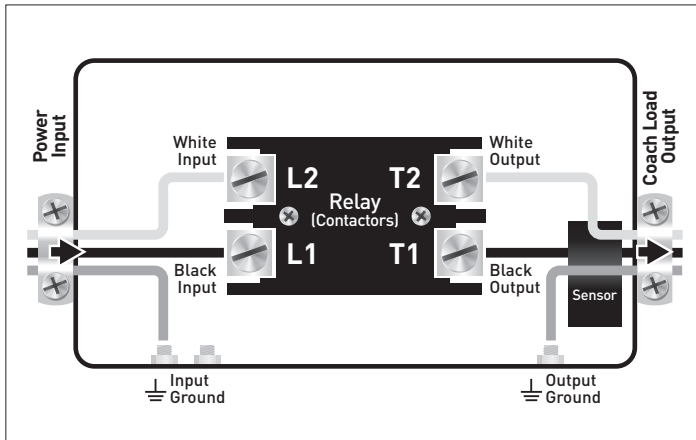 Power
Input
Coach Load
Output
White
Input
White
Output
L2
T2
Relay
(Contactors)
L1
T1
Black
Input
Black
Output
Sensor
Input
Ground
Output
Ground